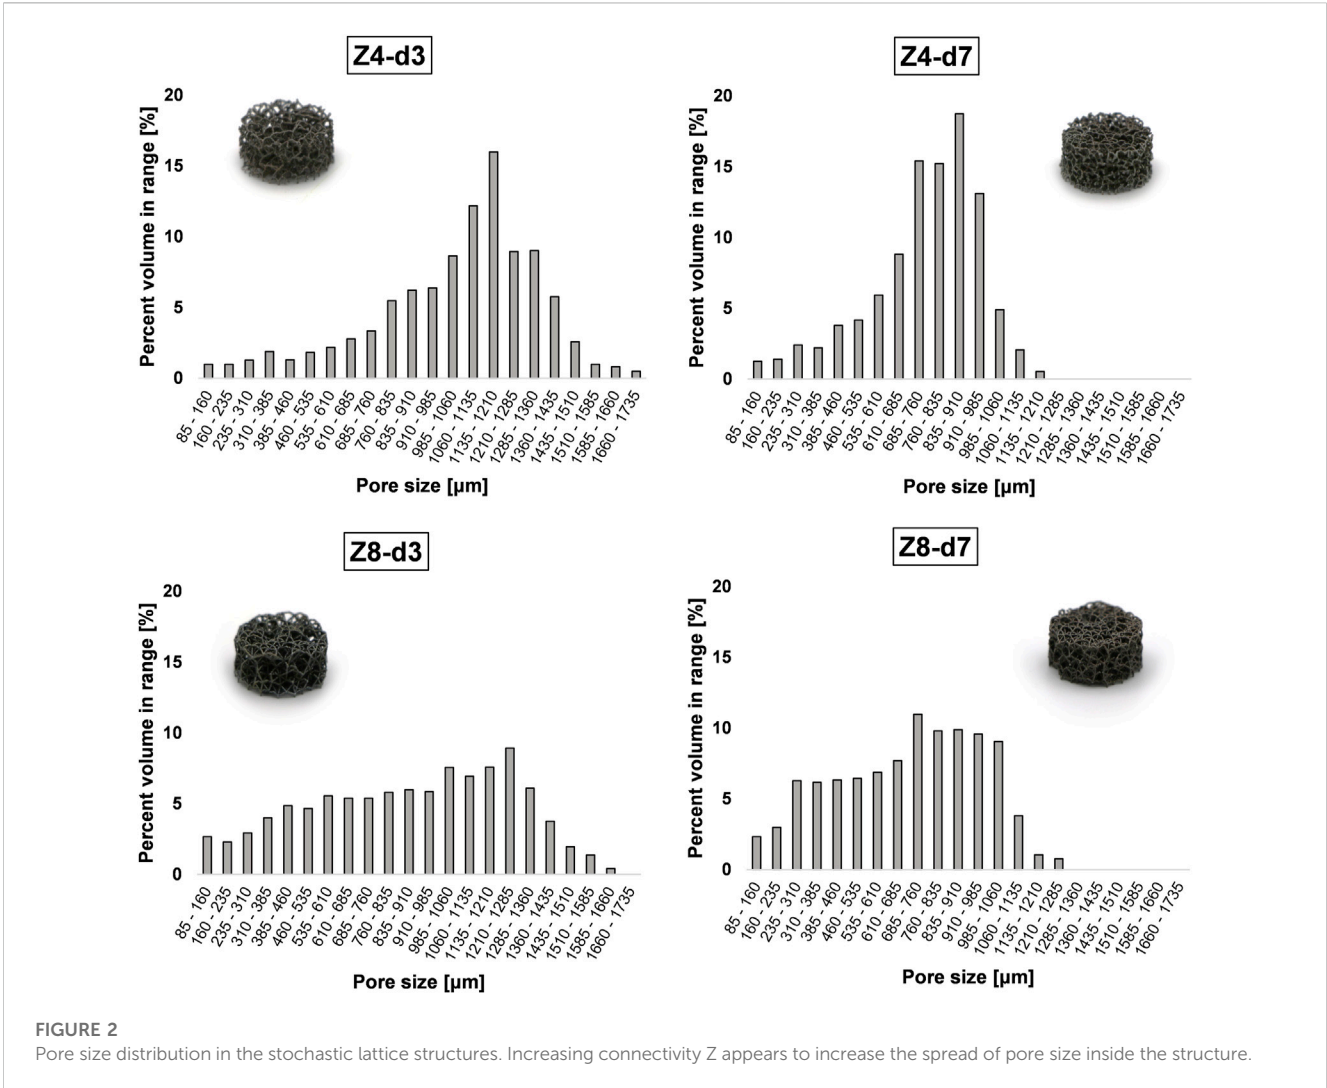 Z4-d3
Percent volume in range [%]
20
15
10
5
0
85 - 160
160 - 235
235 - 310
310 - 385
385 - 460
460 - 535
535 - 610
610 - 685
685 - 760
760 - 835
835 - 910
910 - 985
985 - 1060
1060 - 1135
1135 - 1210
1210 - 1285
1285 - 1360
1360 - 1435
1435 - 1510
1510 - 1585
1585 - 1660
1660 - 1735
Pore size [µm]
Z4-d7
Percent volume in range [%]
20
15
10
5
0
85 - 160
160 - 235
235 - 310
310 - 385
385 - 460
460 - 535
535 - 610
610 - 685
685 - 760
760 - 835
835 - 910
910 - 985
985 - 1060
1060 - 1135
1135 - 1210
1210 - 1285
1285 - 1360
1360 - 1435
1435 - 1510
1510 - 1585
1585 - 1660
1660 - 1735
Pore size [µm]
Z8-d3
Percent volume in range [%]
20
15
10
5
0
85 - 160
160 - 235
235 - 310
310 - 385
385 - 460
460 - 535
535 - 610
610 - 685
685 - 760
760 - 835
835 - 910
910 - 985
985 - 1060
1060 - 1135
1135 - 1210
1210 - 1285
1285 - 1360
1360 - 1435
1435 - 1510
1510 - 1585
1585 - 1660
1660 - 1735
Pore size [µm]
Z8-d7
Percent volume in range [%]
20
15
10
5
0
85 - 160
160 - 235
235 - 310
310 - 385
385 - 460
460 - 535
535 - 610
610 - 685
685 - 760
760 - 835
835 - 910
910 - 985
985 - 1060
1060 - 1135
1135 - 1210
1210 - 1285
1285 - 1360
1360 - 1435
1435 - 1510
1510 - 1585
1585 - 1660
1660 - 1735
Pore size [µm]
FIGURE 2
Pore size distribution in the stochastic lattice structures. Increasing connectivity Z appears to increase the spread of pore size inside the structure.